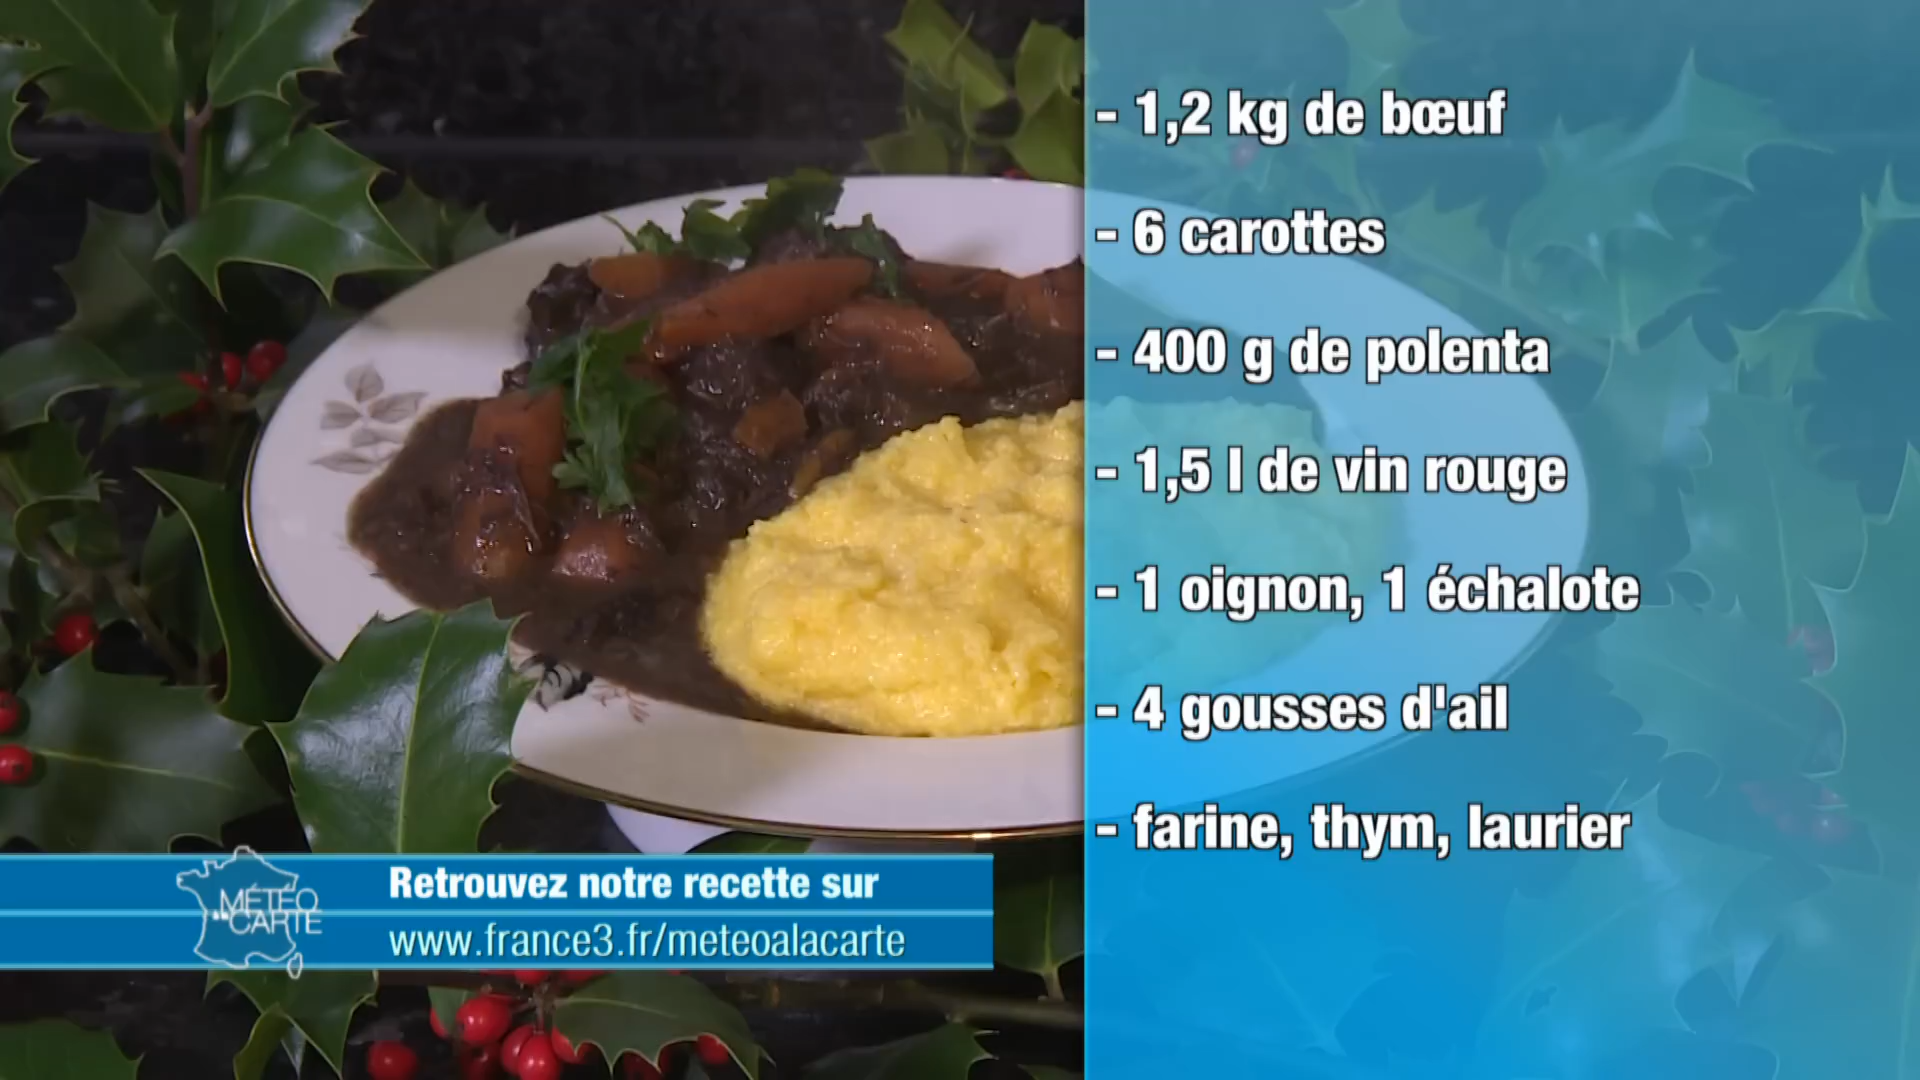 - 1,2 kg de bœuf
- 6 carottes
- 400 g de polenta
- 1,5 l de vin rouge
- 1 oignon, 1 échalote
- 4 gousses d'ail
- farine, thym, laurier
MÉTÉO
À LA CARTE
Retrouvez notre recette sur
www.france3.fr/meteoalacarte